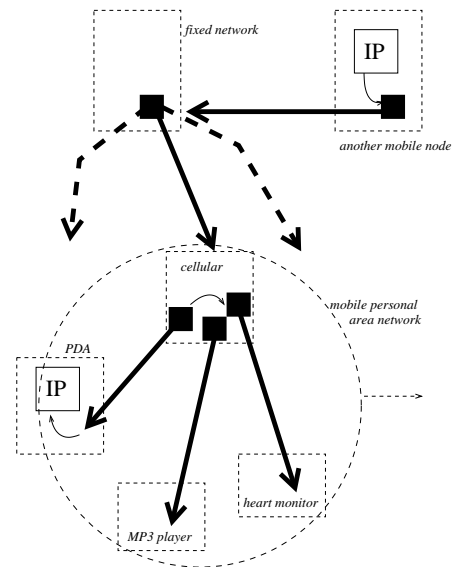 fixed network
IP
another mobile node
cellular
mobile personal
area network
PDA
IP
heart monitor
MP3 player